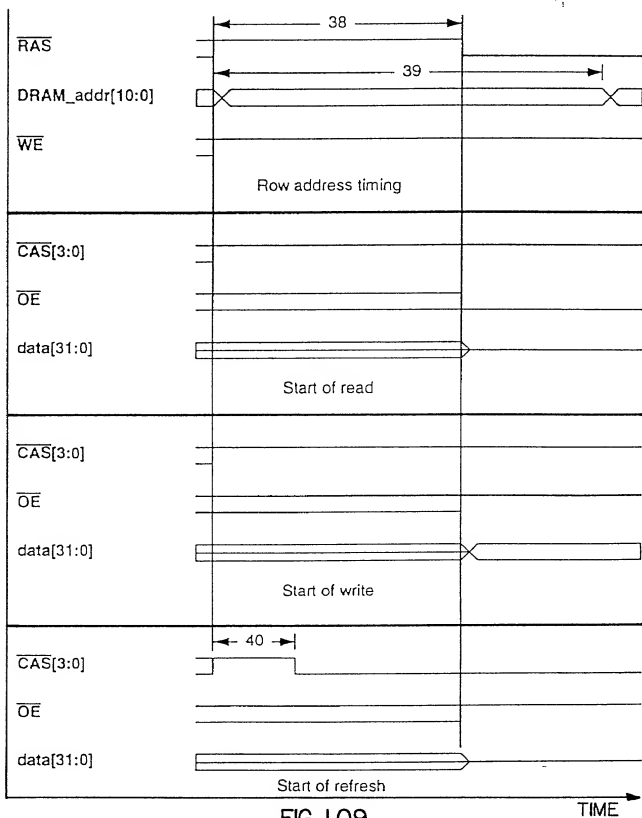 38
RAS
39
DRAM_addr[10:0]
WE
Row address timing
CAS[3:0]
OE
data[31:0]
Start of read
CAS[3:0]
OE
data[31:0]
Start of write
40
CAS[3:0]
OE
data[31:0]
Start of refresh
TIME